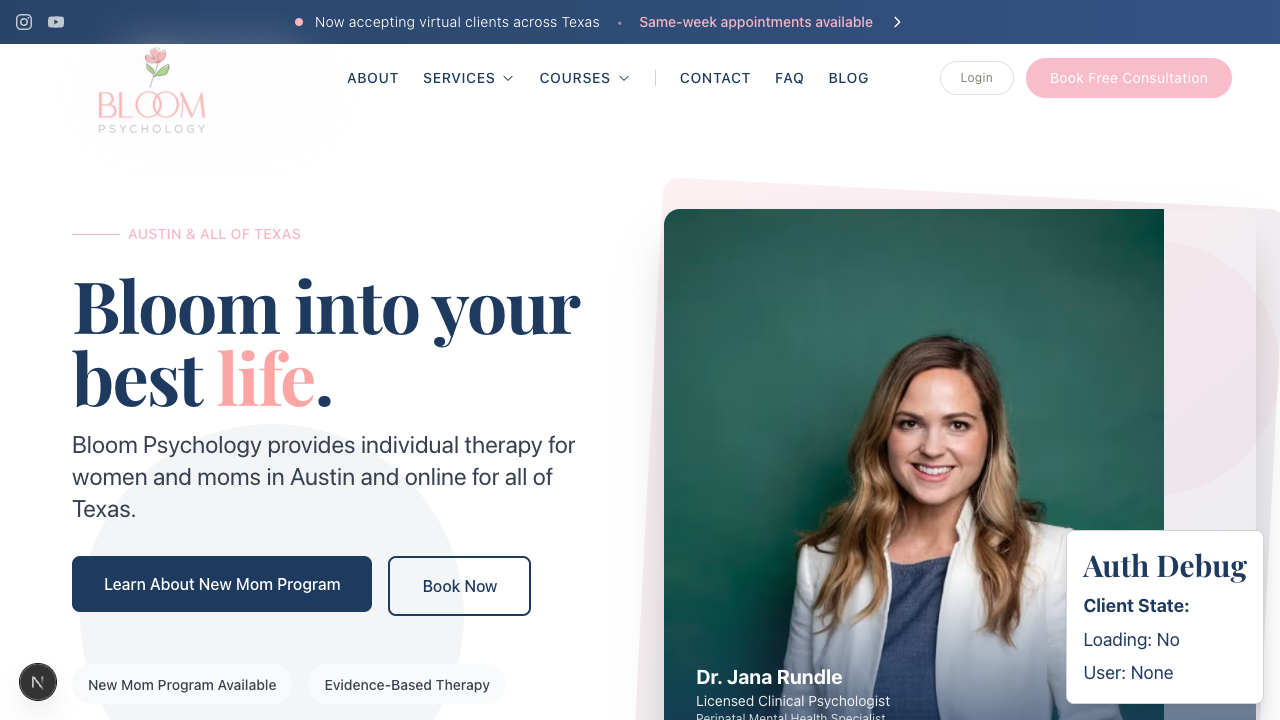 Now accepting virtual clients across Texas • Same-week appointments available
BLOOM
PSYCHOLOGY
ABOUT SERVICES COURSES CONTACT FAQ BLOG
Login
Book Free Consultation
AUSTIN & ALL OF TEXAS
Bloom into your
best life.
Bloom Psychology provides individual therapy for
women and moms in Austin and online for all of
Texas.
Learn About New Mom Program
Book Now
New Mom Program Available
Evidence-Based Therapy
N
Dr. Jana Rundle
Licensed Clinical Psychologist
Perinatal Mental Health Specialist
Auth Debug
Client State:
Loading: No
User: None